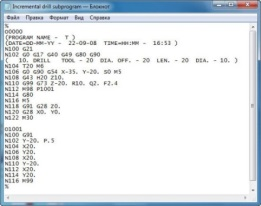 Incremental drill subprogram — Блокнот
Файл Правка Формат Вид Справка
%
O0000
(PROGRAM NAME - T )
(DATE=DD-MM-YY - 22-09-08 TIME=HH:MM - 16:53 )
N100 G21
N102 G0 G17 G40 G49 G80 G90
( 10. DRILL TOOL - 20 DIA. OFF. - 20 LEN. - 20 DIA. - 10. )
N104 T20 M6
N106 G0 G90 G54 X-35. Y-20. S0 M5
N108 G43 H20 Z10.
N110 G99 G73 Z-20. R10. Q2. F2.4
N112 M98 P1001
N114 G80
N116 M5
N118 G91 G28 Z0.
N120 G28 X0. Y0.
N122 M30
O1001
N100 G91
N102 Y-20. P.5
N104 X20.
N106 Y20.
N108 X20.
N110 Y-20.
N112 X20.
N114 Y20.
N116 M99
%